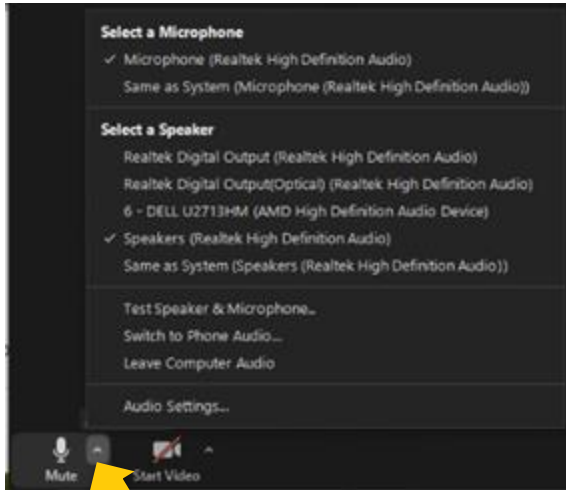 Select a Microphone
✓ Microphone (Realtek High Definition Audio)
Same as System (Microphone (Realtek High Definition Audio))
Select a Speaker
Realtek Digital Output (Realtek High Definition Audio)
Realtek Digital Output(Optical) (Realtek High Definition Audio)
6 - DELL U2713HM (AMD High Definition Audio Device)
✓ Speakers (Realtek High Definition Audio)
Same as System (Speakers (Realtek High Definition Audio))
Test Speaker & Microphone...
Switch to Phone Audio...
Leave Computer Audio
Audio Settings...
Mute Start Video